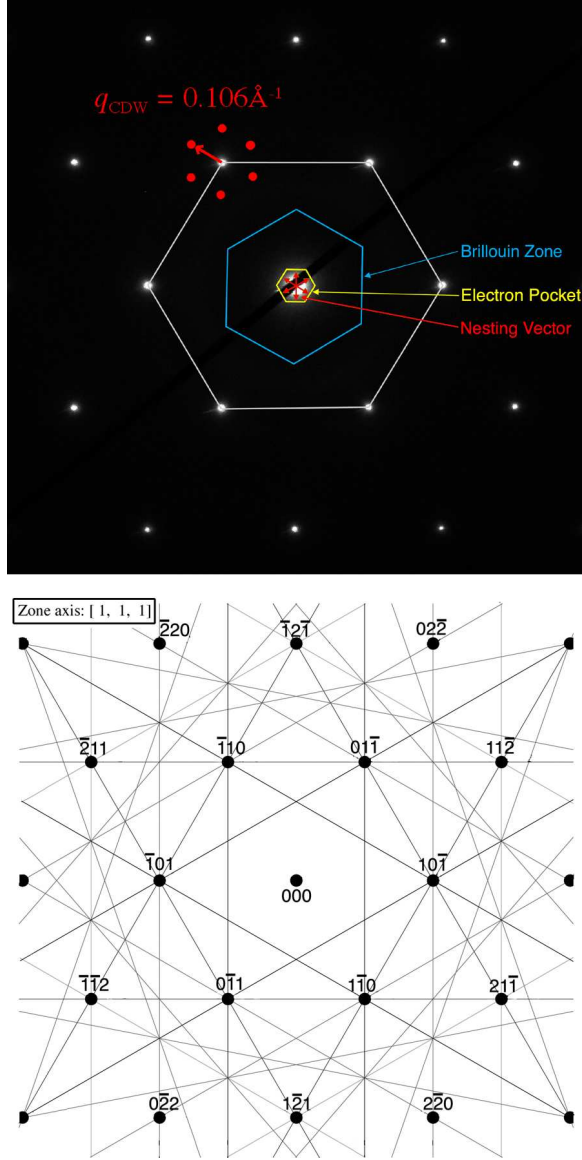 q_CDW = 0.106Å⁻¹
Brillouin Zone
Electron Pocket
Nesting Vector
Zone axis: [ 1, 1, 1]
2̄20 1̄21̄ 022̄
2̄11 1̄10 011̄ 112̄
1̄01 101̄
000
1̄1̄2 01̄1 11̄0 211̄
02̄2 12̄1 22̄0